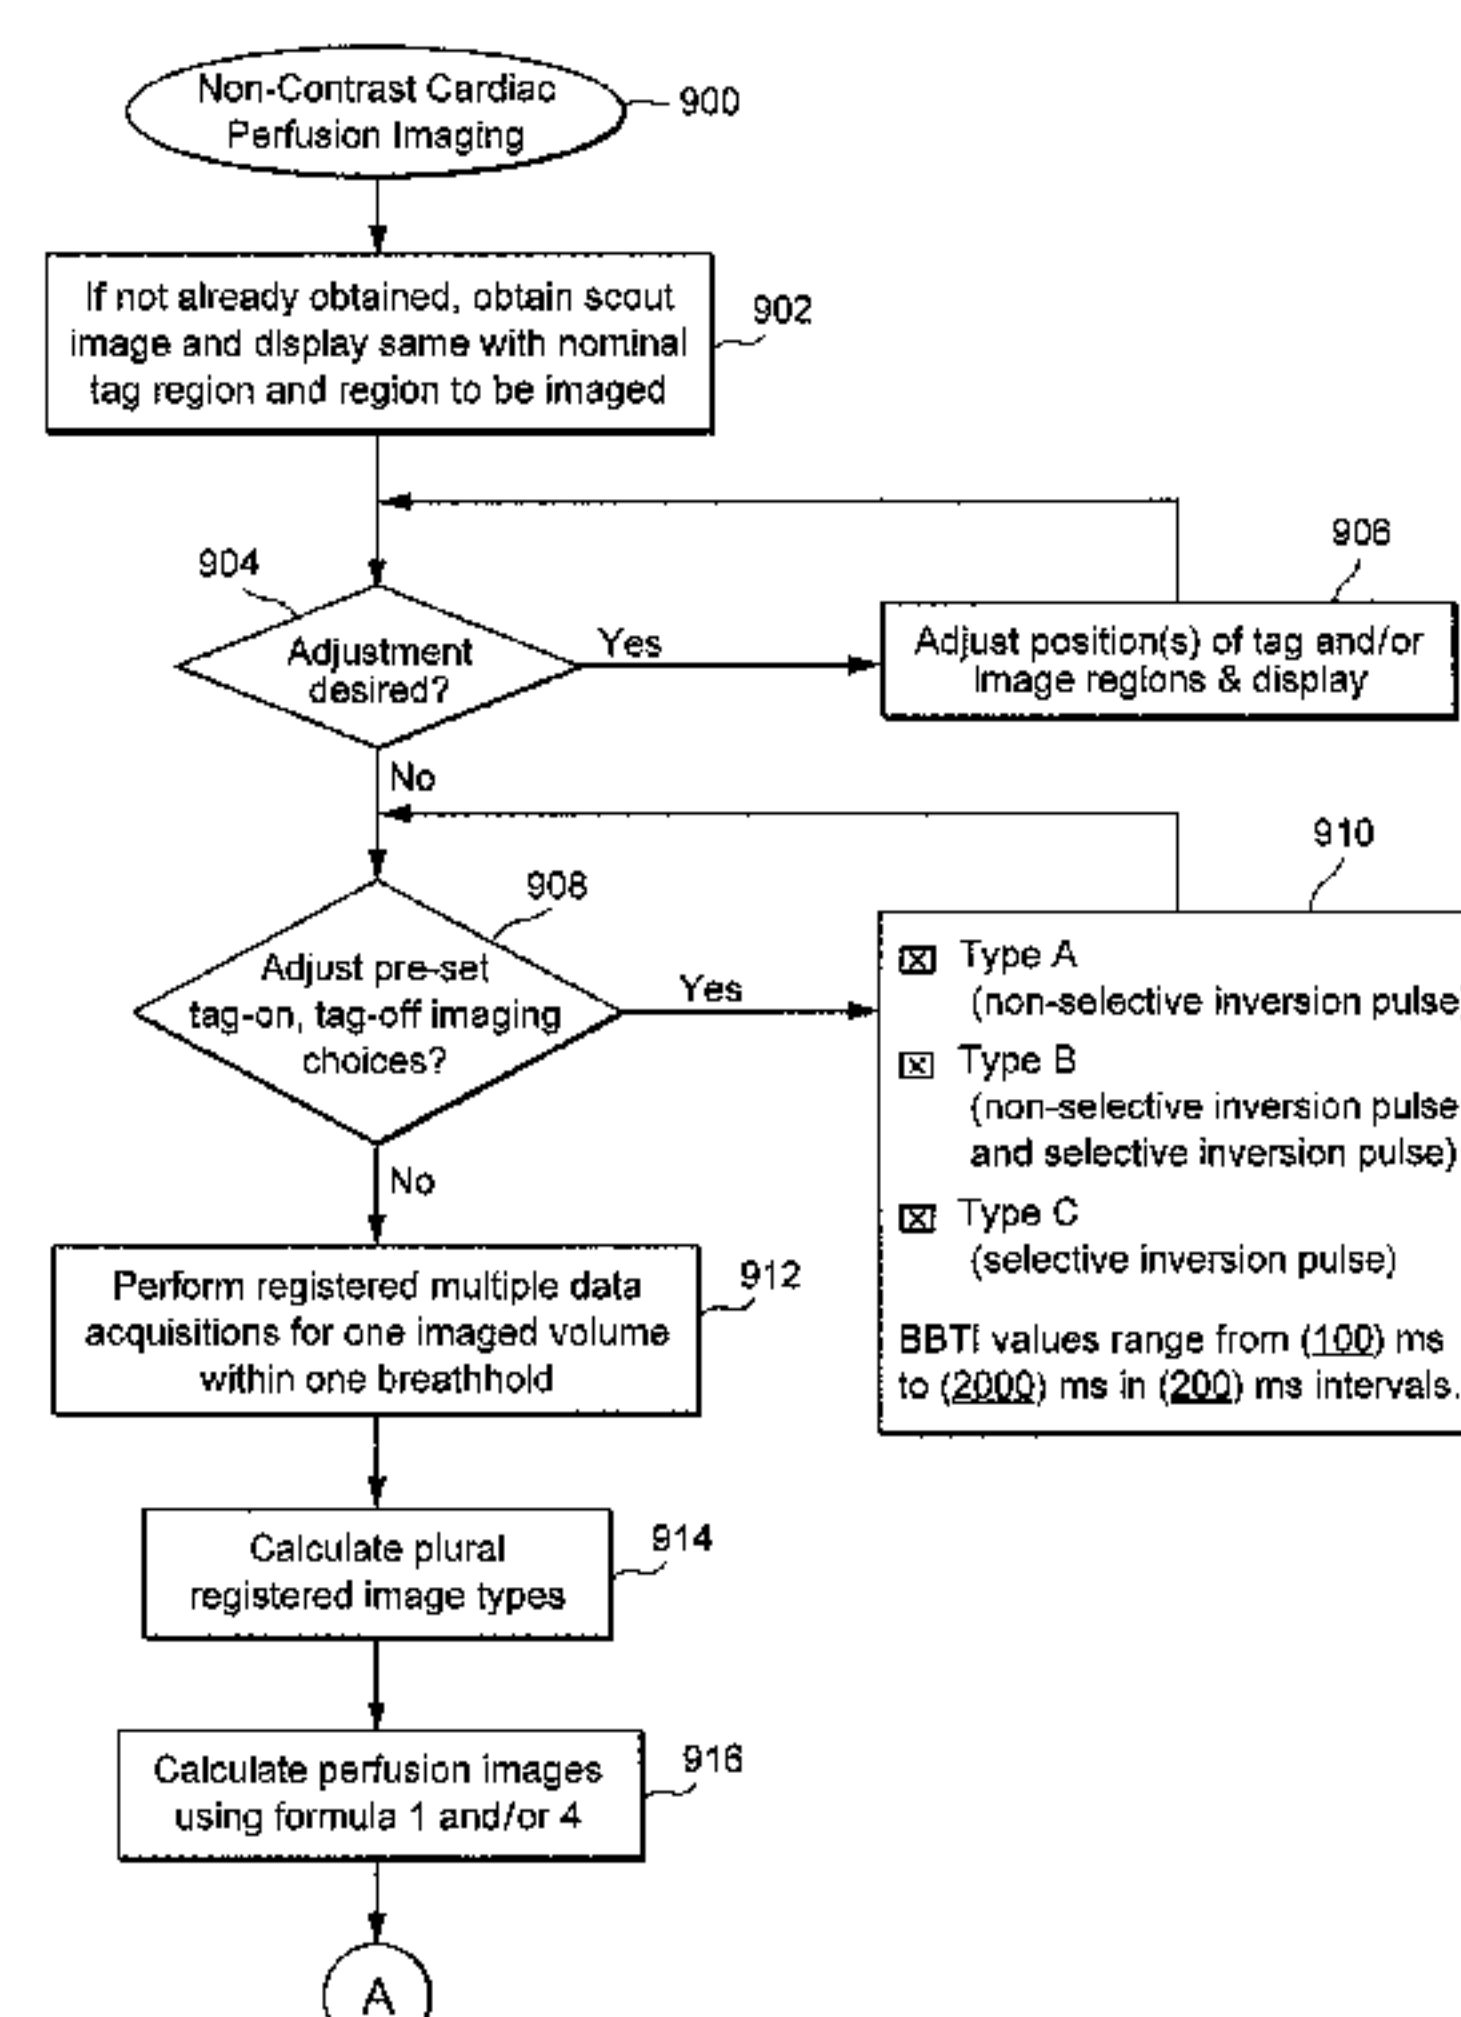 Non-Contrast Cardiac
Perfusion Imaging
900
If not already obtained, obtain scout
image and display same with nominal
tag region and region to be imaged
902
904
Adjustment
desired?
Yes
906
Adjust position(s) of tag and/or
Image regions & display
No
908
Adjust pre-set
tag-on, tag-off imaging
choices?
Yes
910
Type A
(non-selective inversion pulse)
Type B
(non-selective inversion pulse
and selective inversion pulse)
Type C
(selective inversion pulse)
BBTI values range from (100) ms
to (2000) ms in (200) ms intervals.
No
Perform registered multiple data
acquisitions for one imaged volume
within one breathhold
912
Calculate plural
registered image types
914
Calculate perfusion images
using formula 1 and/or 4
916
A